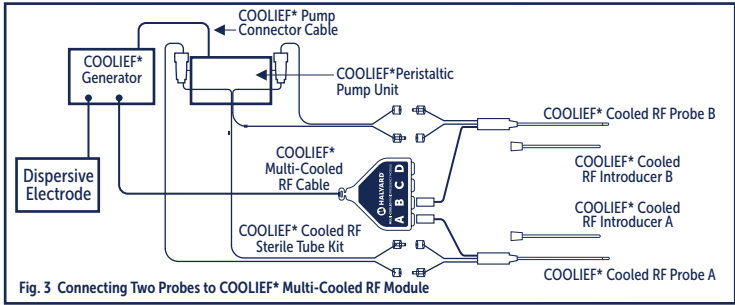 COOLIEF* Pump
Connector Cable
COOLIEF*
Generator
COOLIEF*Peristaltic
Pump Unit
COOLIEF* Cooled RF Probe B
COOLIEF*
Multi-Cooled
RF Cable
COOLIEF* Cooled
RF Introducer B
Dispersive
Electrode
HALYARD
A B C D
COOLIEF* Cooled
RF Introducer A
COOLIEF* Cooled RF
Sterile Tube Kit
COOLIEF* Cooled RF Probe A
Fig. 3 Connecting Two Probes to COOLIEF* Multi-Cooled RF Module